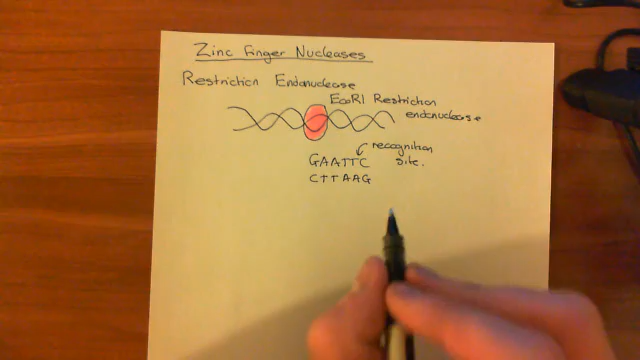 Zinc Finger Nucleases
Restriction Endonuclease
EcoRI Restriction
endonuclease
recognition
GAATTC site.
CTTAAG